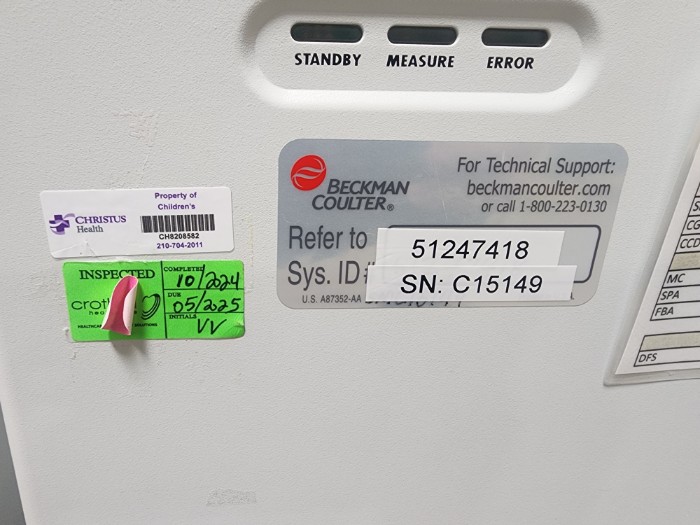 STANDBY MEASURE ERROR
BECKMAN
COULTER®
For Technical Support:
beckmancoulter.com
or call 1-800-223-0130
Refer to
51247418
Sys. ID#
SN: C15149
U.S. A87352-AA
CHRISTUS
Health
Property of
Children's
CH8208582
210-704-2011
INSPECTED
COMPLETED
10/2024
DUE
05/2025
INITIALS
VV
MC
SPA
FBA
DFS